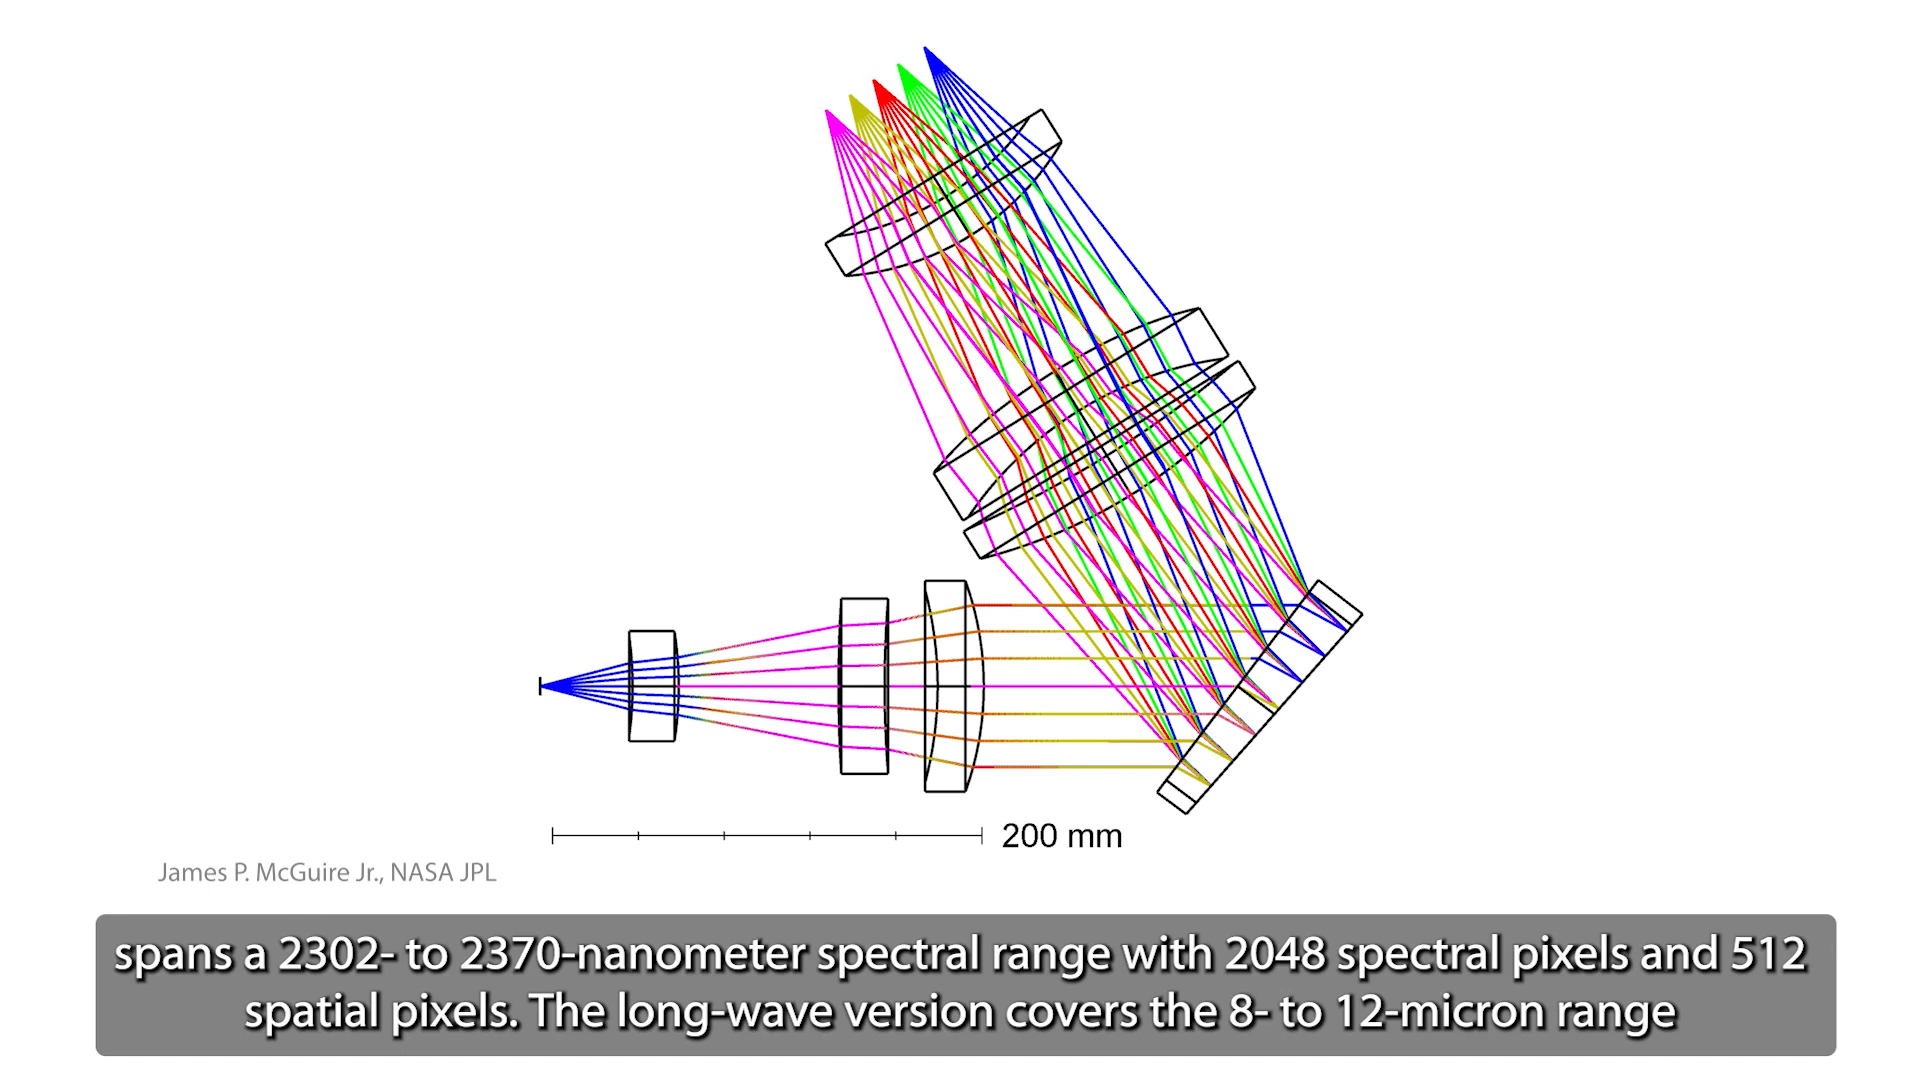 200 mm
James P. McGuire Jr., NASA JPL
spans a 2302- to 2370-nanometer spectral range with 2048 spectral pixels and 512
spatial pixels. The long-wave version covers the 8- to 12-micron range